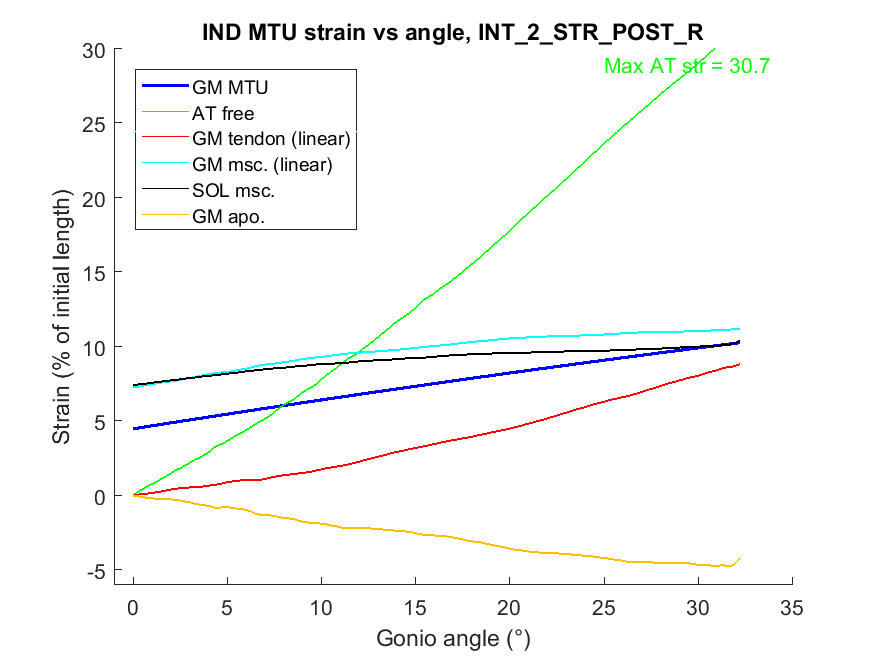 IND MTU strain vs angle, INT_2_STR_POST_R
Max AT str = 30.7
GM MTU
AT free
GM tendon (linear)
GM msc. (linear)
SOL msc.
GM apo.
Strain (% of initial length)
30
25
20
15
10
5
0
-5
0 5 10 15 20 25 30 35
Gonio angle (°)